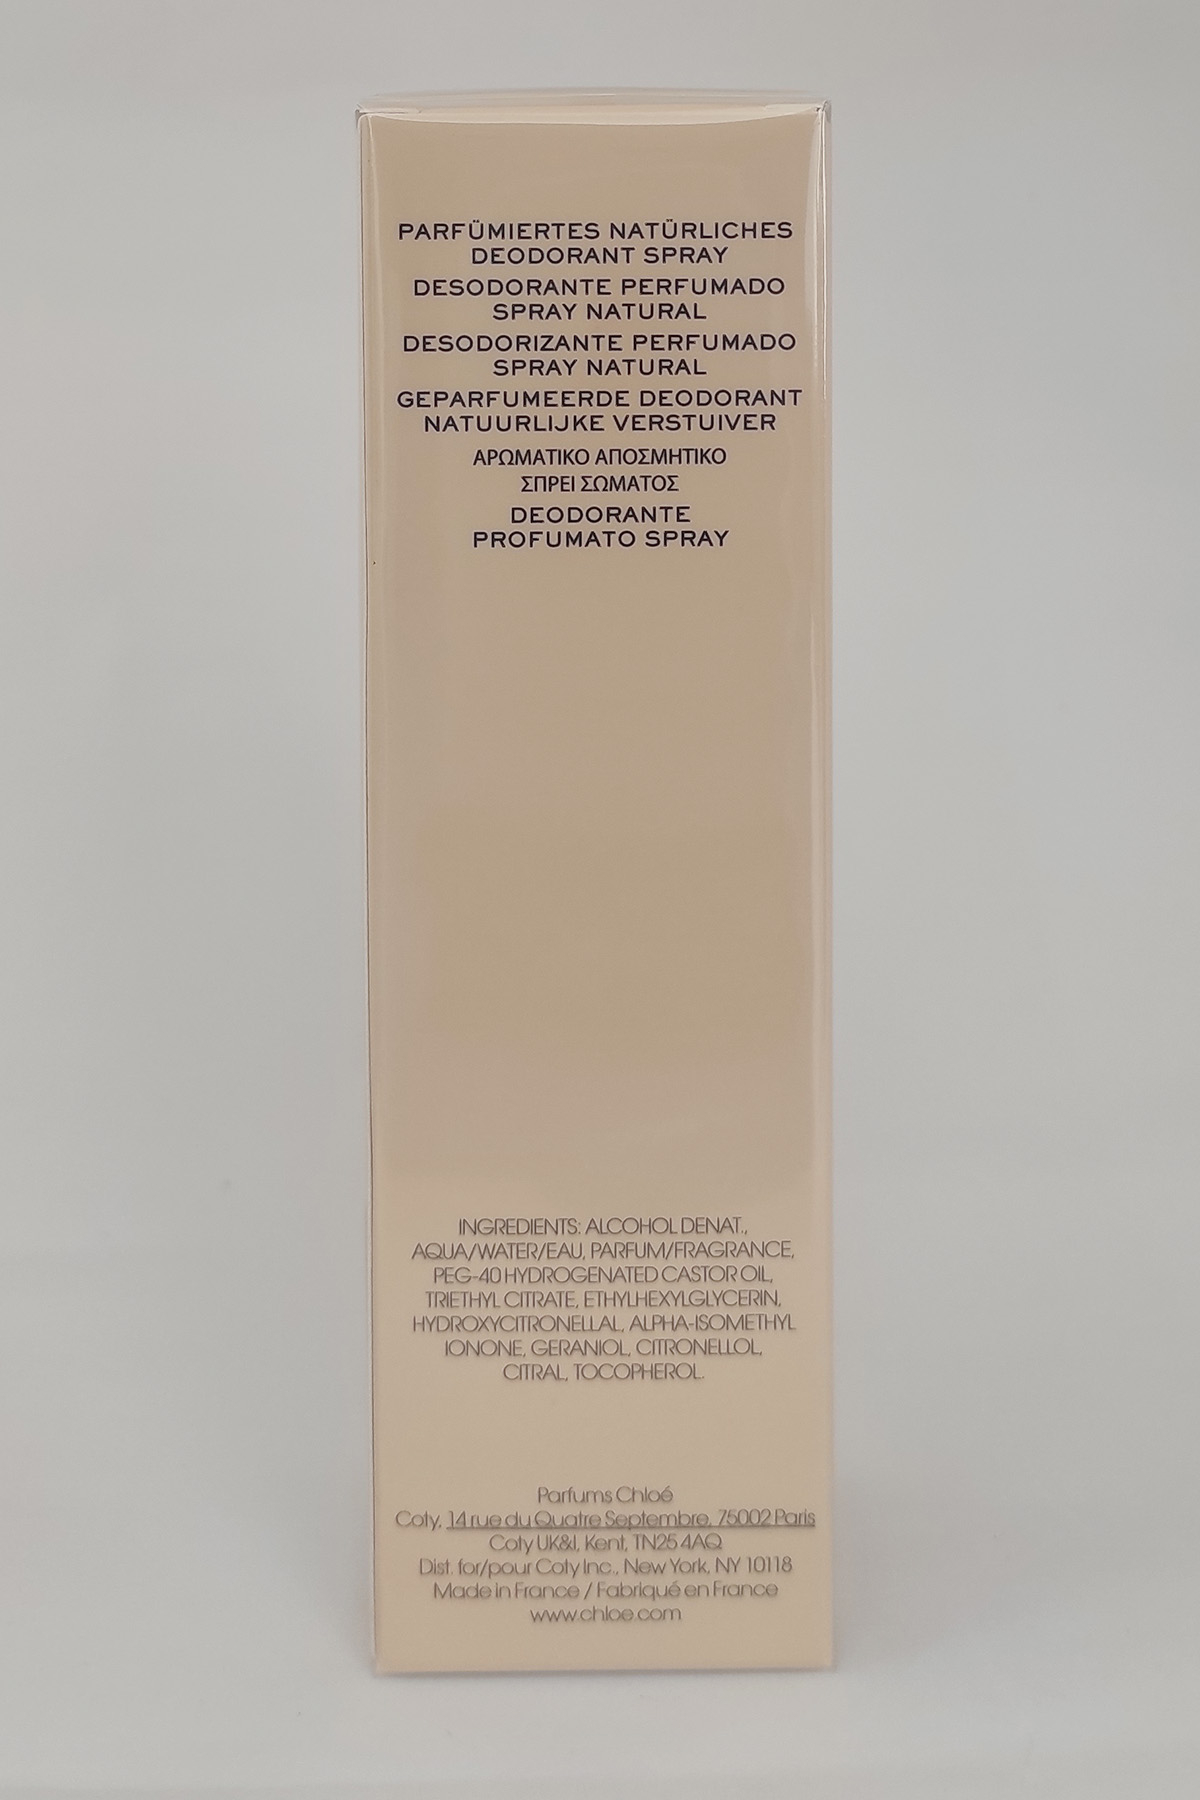 PARFÜMIERTES NATÜRLICHES
DEODORANT SPRAY
DESODORANTE PERFUMADO
SPRAY NATURAL
DESODORIZANTE PERFUMADO
SPRAY NATURAL
GEPARFUMEERDE DEODORANT
NATUURLIJKE VERSTUIVER
ΑΡΩΜΑΤΙΚΟ ΑΠΟΣΜΗΤΙΚΟ
ΣΠΡΕΙ ΣΩΜΑΤΟΣ
DEODORANTE
PROFUMATO SPRAY
INGREDIENTS: ALCOHOL DENAT.,
AQUA/WATER/EAU, PARFUM/FRAGRANCE,
PEG-40 HYDROGENATED CASTOR OIL,
TRIETHYL CITRATE, ETHYLHEXYLGLYCERIN,
HYDROXYCITRONELLAL, ALPHA-ISOMETHYL
IONONE, GERANIOL, CITRONELLOL,
CITRAL, TOCOPHEROL.
Parfums Chloé
Coty, 14 rue du Quatre Septembre, 75002 Paris
Coty UK&I, Kent, TN25 4AQ
Dist. for/pour Coty Inc., New York, NY 10118
Made in France / Fabriqué en France
www.chloe.com